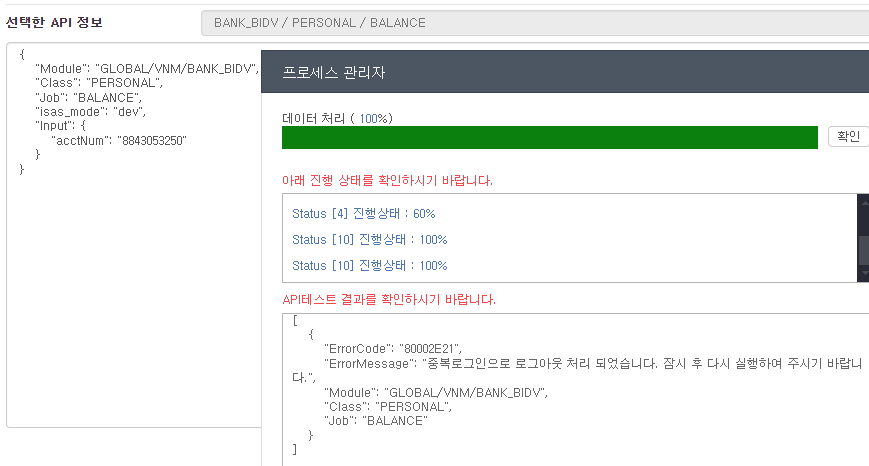 선택한 API 정보
BANK_BIDV / PERSONAL / BALANCE
{
"Module": "GLOBAL/VNM/BANK_BIDV",
"Class": "PERSONAL",
"Job": "BALANCE",
"isas_mode": "dev",
"Input": {
"acctNum": "8843053250"
}
}
프로세스 관리자
데이터 처리 ( 100%)
확인
아래 진행 상태를 확인하시기 바랍니다.
Status [4] 진행상태 : 60%
Status [10] 진행상태 : 100%
Status [10] 진행상태 : 100%
API테스트 결과를 확인하시기 바랍니다.
[
{
"ErrorCode": "80002E21",
"ErrorMessage": "중복로그인으로 로그아웃 처리 되었습니다. 잠시 후 다시 실행하여 주시기 바랍니
다.",
"Module": "GLOBAL/VNM/BANK_BIDV",
"Class": "PERSONAL",
"Job": "BALANCE"
}
]